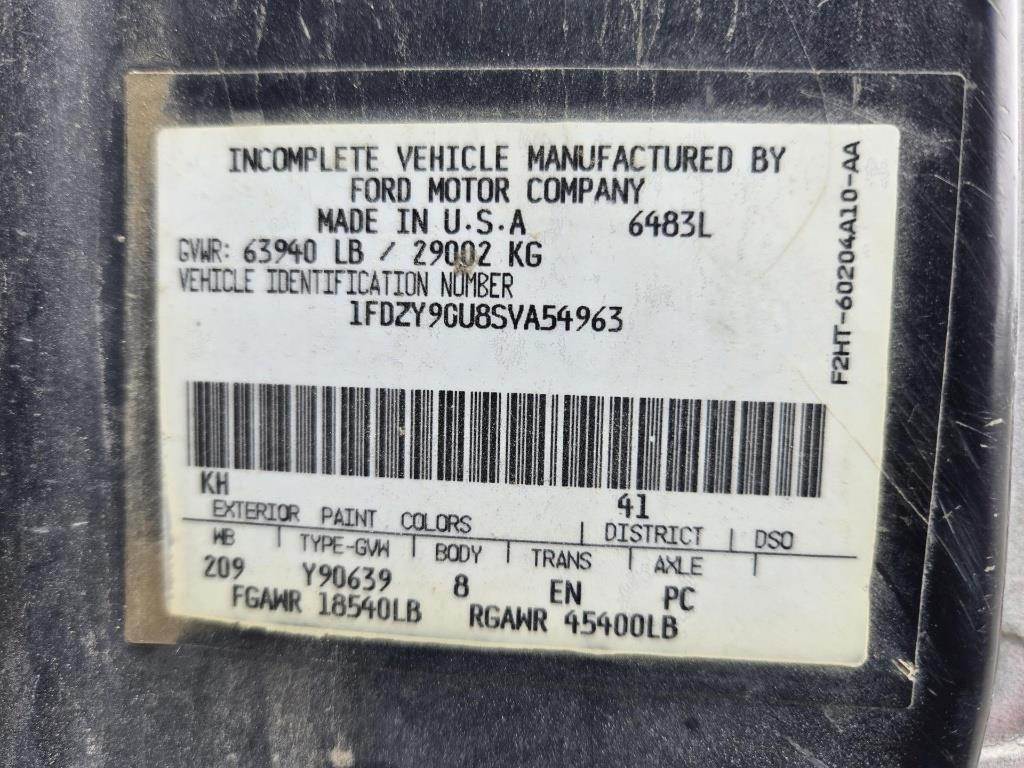 INCOMPLETE VEHICLE MANUFACTURED BY
FORD MOTOR COMPANY
MADE IN U.S.A 6483L
GVWR: 63940 LB / 29002 KG
VEHICLE IDENTIFICATION NUMBER
1FDZY9GU8SVA54963
F2HT-60204A10-AA
KH 41
EXTERIOR PAINT COLORS DISTRICT DSO
WB TYPE-GVW BODY TRANS AXLE
209 Y90639 8 EN PC
FGAWR 18540LB RGAWR 45400LB